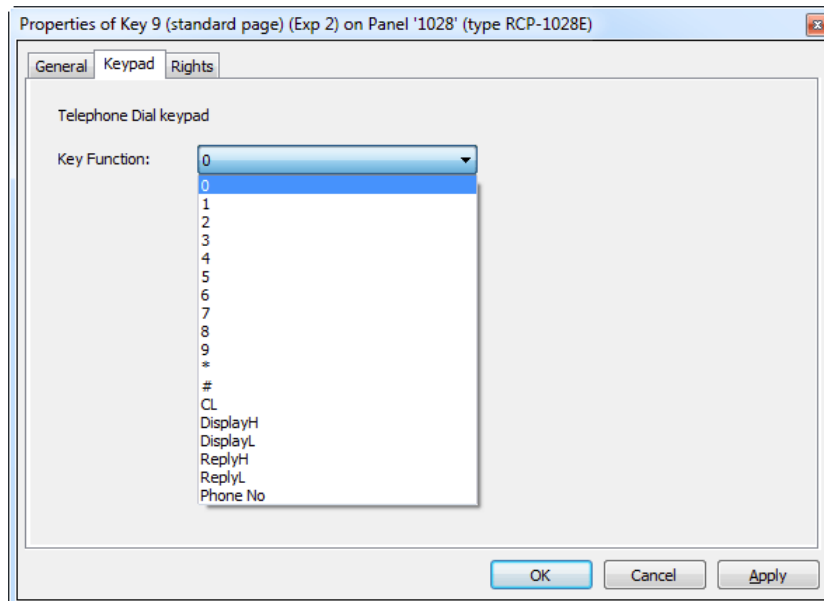 Properties of Key 9 (standard page) (Exp 2) on Panel '1028' (type RCP-1028E)
General Keypad Rights
Telephone Dial keypad
Key Function: 0
0
1
2
3
4
5
6
7
8
9
*
#
CL
DisplayH
DisplayL
ReplyH
ReplyL
Phone No
OK Cancel Apply